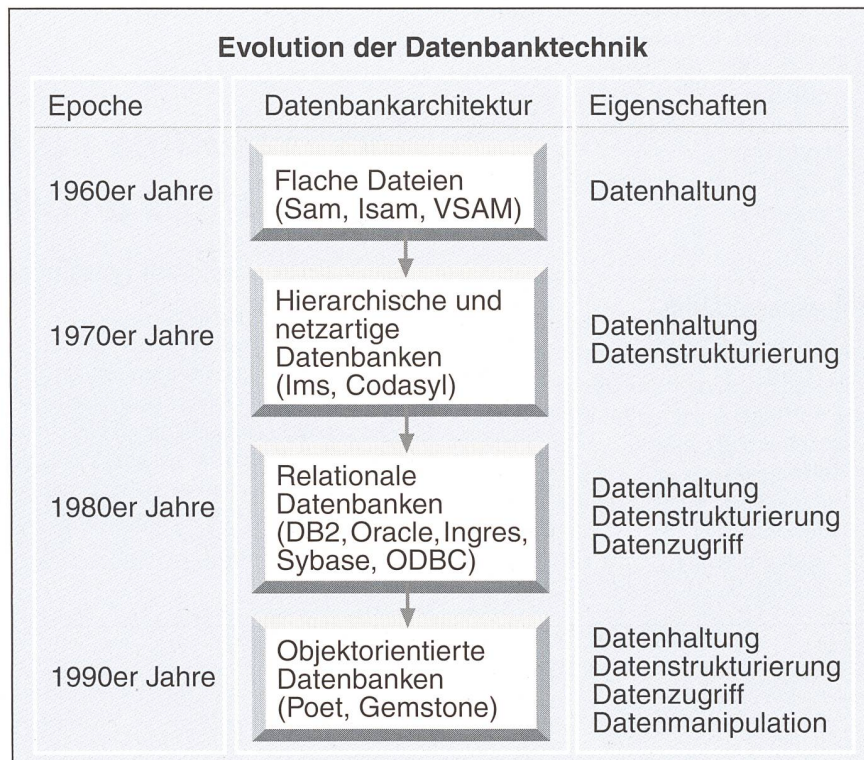 Evolution der Datenbanktechnik
Epoche
Datenbankarchitektur
Eigenschaften
1960er Jahre
Flache Dateien
(Sam, Isam, VSAM)
Datenhaltung
1970er Jahre
Hierarchische und
netzartige
Datenbanken
(Ims, Codasyl)
Datenhaltung
Datenstrukturierung
1980er Jahre
Relationale
Datenbanken
(DB2, Oracle, Ingres,
Sybase, ODBC)
Datenhaltung
Datenstrukturierung
Datenzugriff
1990er Jahre
Objektorientierte
Datenbanken
(Poet, Gemstone)
Datenhaltung
Datenstrukturierung
Datenzugriff
Datenmanipulation